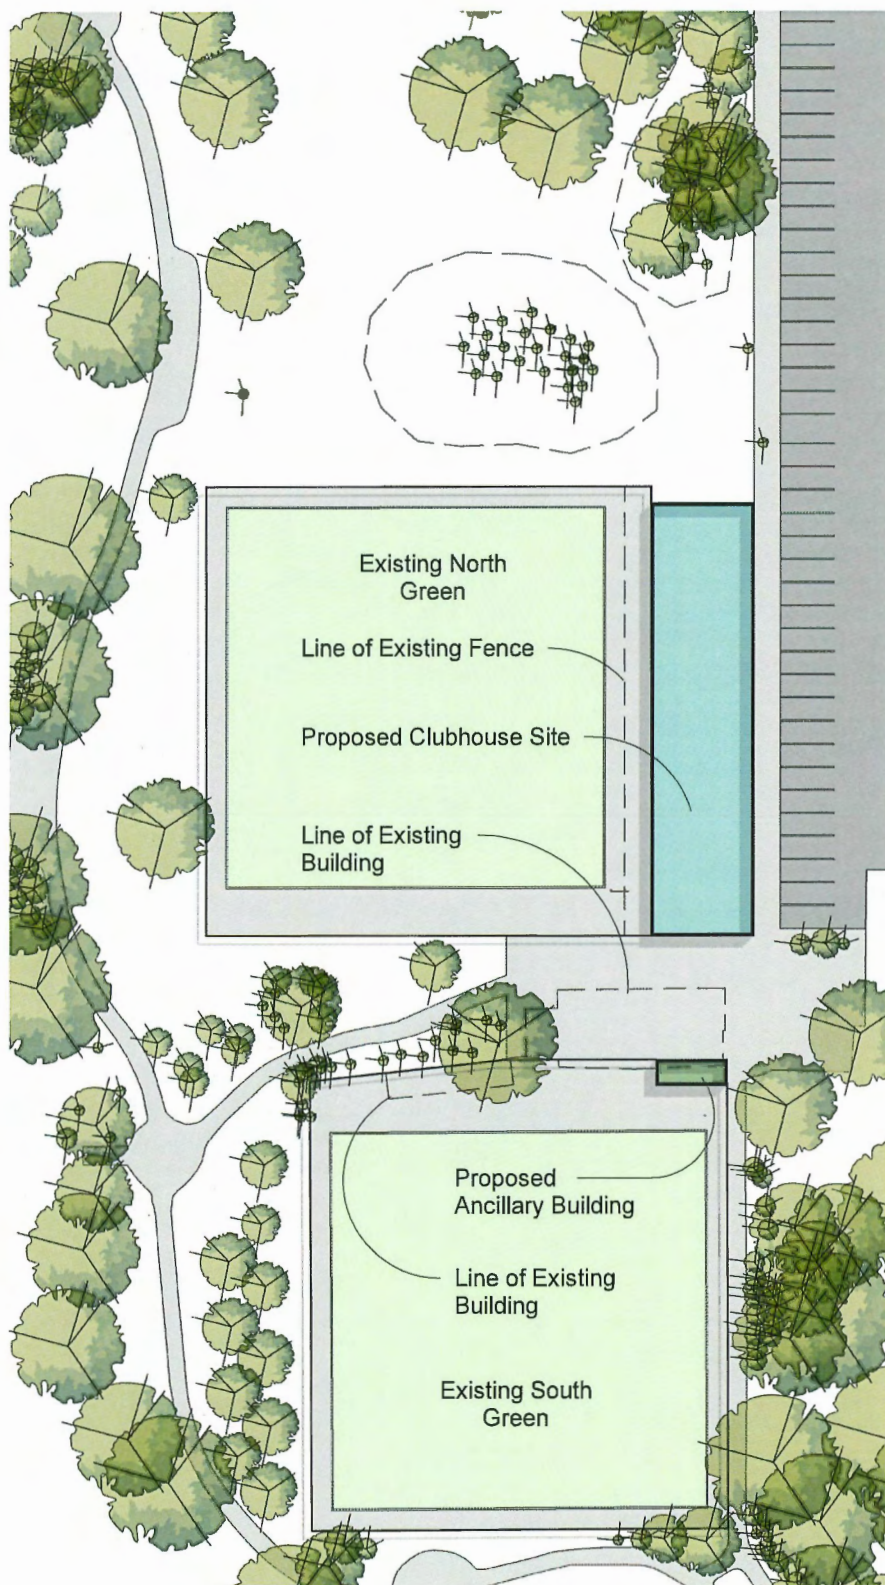 Existing North
Green
Line of Existing Fence
Proposed Clubhouse Site
Line of Existing
Building
Proposed
Ancillary Building
Line of Existing
Building
Existing South
Green